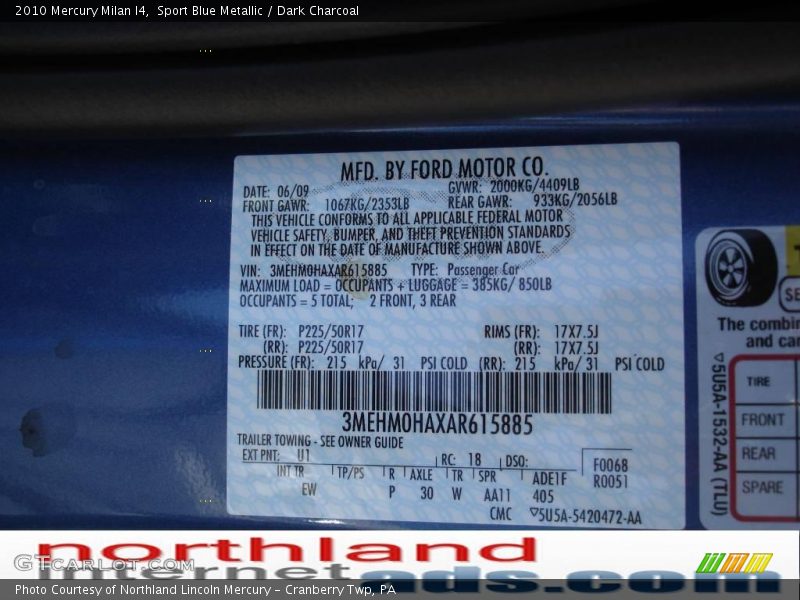 2010 Mercury Milan I4,  Sport Blue Metallic / Dark Charcoal
MFD. BY FORD MOTOR CO.
DATE: 06/09 GVWR: 2000KG/4409LB
FRONT GAWR: 1067KG/2353LB REAR GAWR: 933KG/2056LB
THIS VEHICLE CONFORMS TO ALL APPLICABLE FEDERAL MOTOR
VEHICLE SAFETY, BUMPER, AND THEFT PREVENTION STANDARDS
IN EFFECT ON THE DATE OF MANUFACTURE SHOWN ABOVE.
VIN: 3MEHM0HAXAR615885 TYPE: Passenger Car
MAXIMUM LOAD = OCCUPANTS + LUGGAGE = 385KG/ 850LB
OCCUPANTS = 5 TOTAL; 2 FRONT, 3 REAR
TIRE (FR): P225/50R17 RIMS (FR): 17X7.5J
(RR): P225/50R17 (RR): 17X7.5J
PRESSURE (FR): 215 kPa/ 31 PSI COLD (RR): 215 kPa/ 31 PSI COLD
3MEHM0HAXAR615885
TRAILER TOWING - SEE OWNER GUIDE
EXT PNT: U1 RC: 18 DSO: F0068
INT TR TP/PS R AXLE TR SPR ADE1F R0051
EW P 30 W AA11 405
CMC ▽5U5A-5420472-AA
The combin
and car
▽5U5A-1532-AA (TLU)
TIRE
FRONT
REAR
SPARE
northland
internet ads.com
GTCarLot.com
Photo Courtesy of Northland Lincoln Mercury – Cranberry Twp, PA